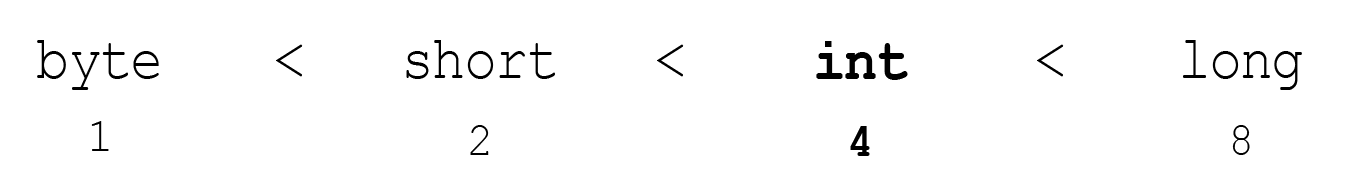 byte < short < int < long
1 2 4 8